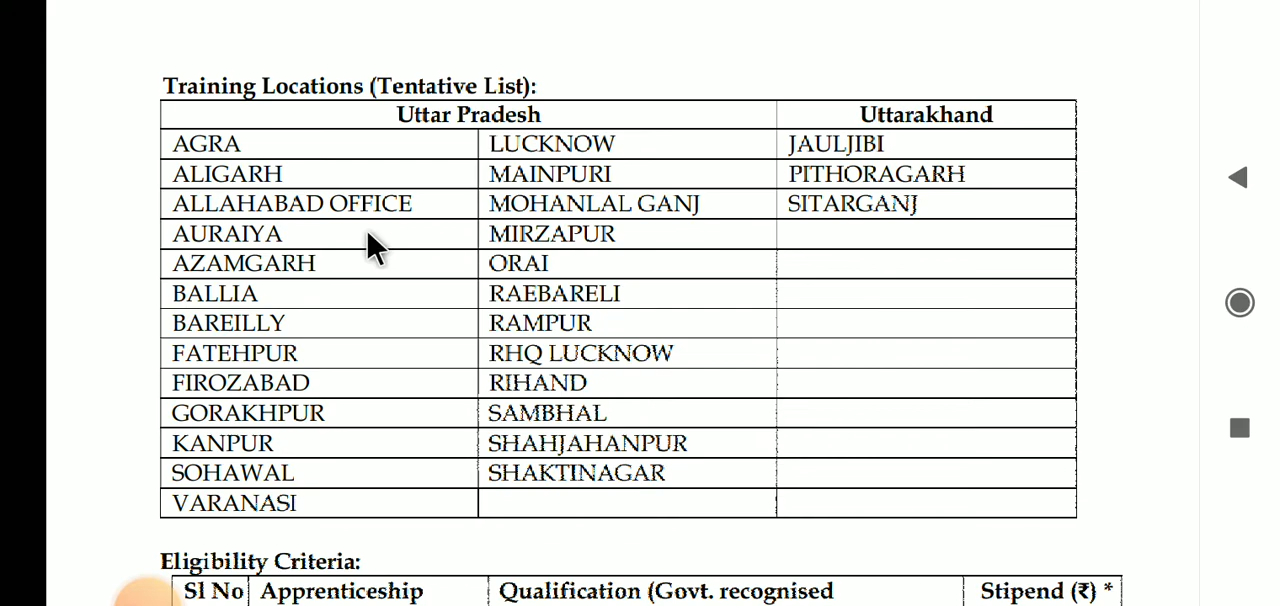 Training Locations (Tentative List):
Uttar Pradesh Uttarakhand
AGRA LUCKNOW JAULJIBI
ALIGARH MAINPURI PITHORAGARH
ALLAHABAD OFFICE MOHANLAL GANJ SITARGANJ
AURAIYA MIRZAPUR
AZAMGARH ORAI
BALLIA RAEBARELI
BAREILLY RAMPUR
FATEHPUR RHQ LUCKNOW
FIROZABAD RIHAND
GORAKHPUR SAMBHAL
KANPUR SHAHJAHANPUR
SOHAWAL SHAKTINAGAR
VARANASI
Eligibility Criteria:
Sl No Apprenticeship Qualification (Govt. recognised Stipend (₹) *